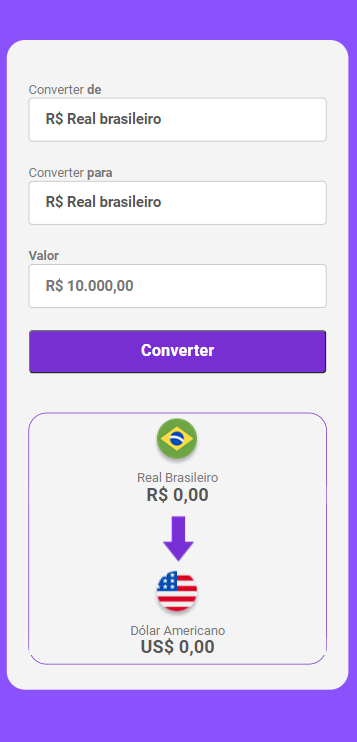 Converter de
R$ Real brasileiro
Converter para
R$ Real brasileiro
Valor
R$ 10.000,00
Converter
Real Brasileiro
R$ 0,00
Dólar Americano
US$ 0,00